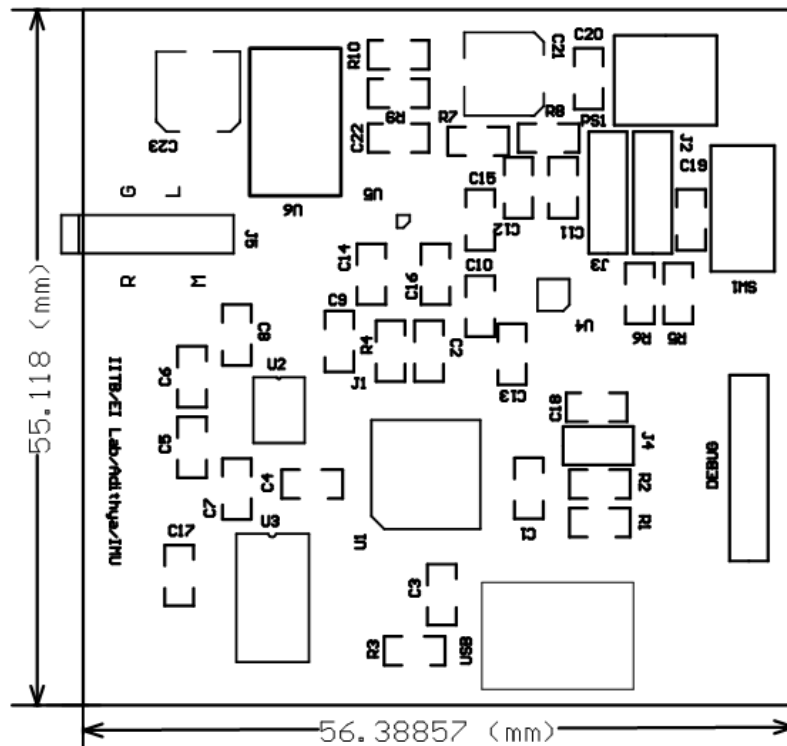 C20
R10
C21
R9
R7
R8
PS1
C22
J2
C23
C15
C19
G L
U5
U6
C12
C11
J5
J3
C14
C16
C10
R M
SW1
C9
U4
C8
R4
C2
R6
R5
C6
U2
J1
C13
C18
55.118 (mm)
IITB/EI Lab/Adithya/IMU
C5
J4
DEBUG
C7
C4
R2
U3
U1
C1
R1
C17
C3
R3
USB
56.38857 (mm)